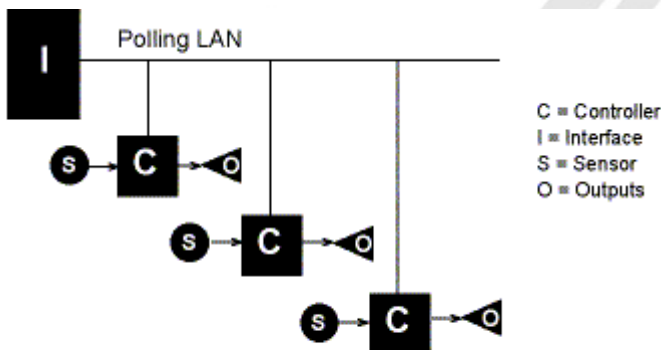 I
Polling LAN
C = Controller
I = Interface
S = Sensor
O = Outputs
S C O
S C O
S C O